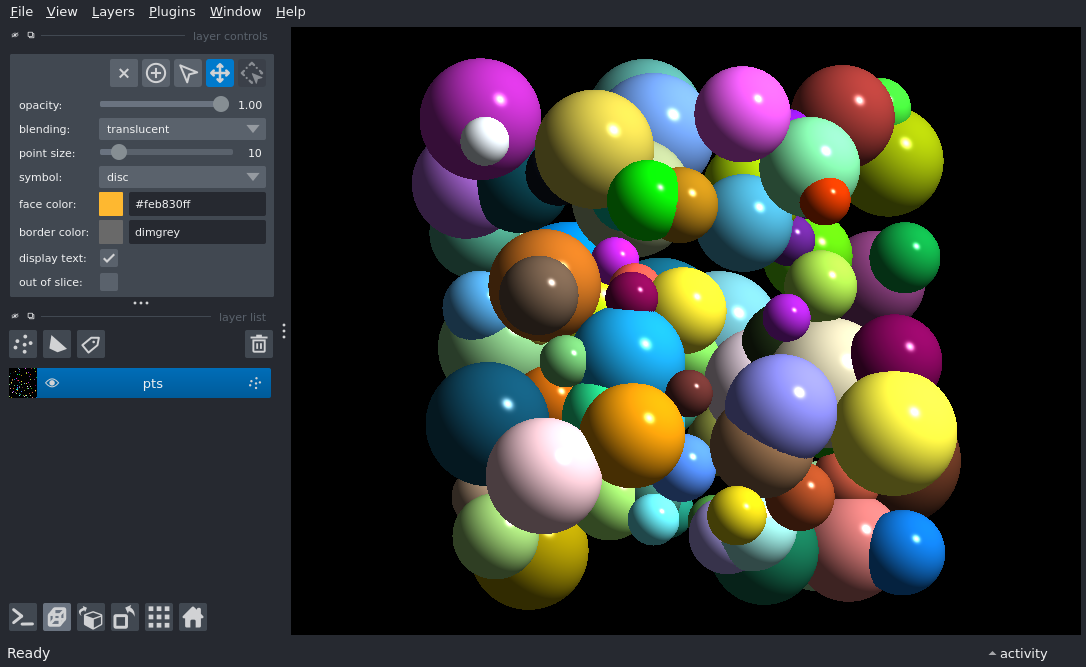 File View Layers Plugins Window Help
layer controls
opacity: 1.00
blending: translucent
point size: 10
symbol: disc
face color: #feb830ff
border color: dimgrey
display text:
out of slice:
layer list
pts
Ready
activity